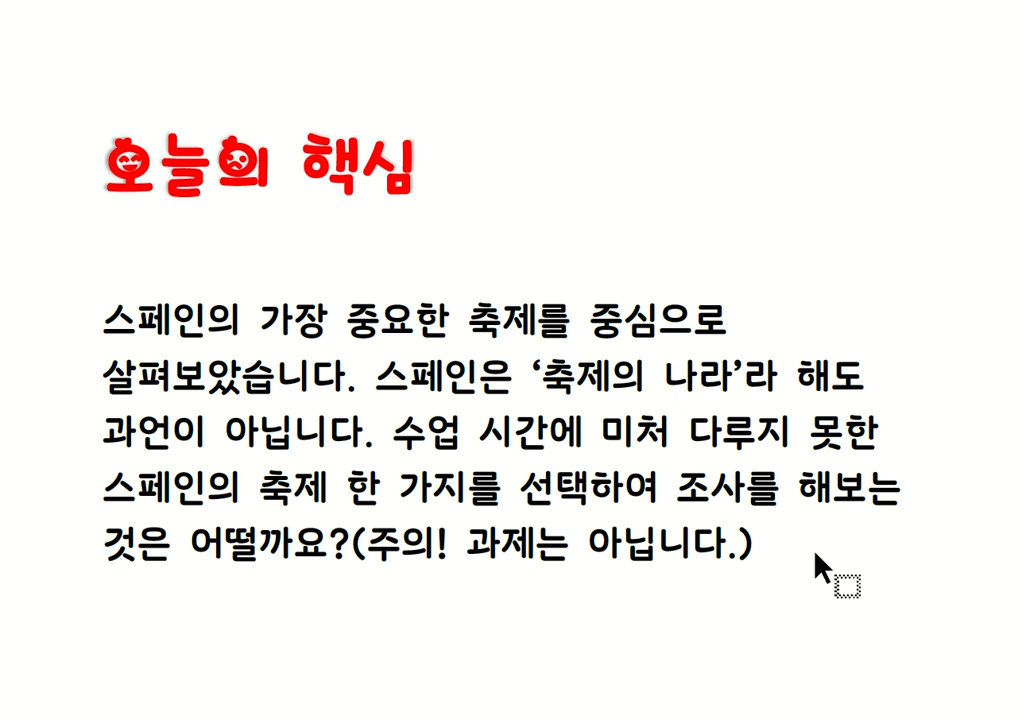 오늘의 핵심
스페인의 가장 중요한 축제를 중심으로
살펴보았습니다. 스페인은 ‘축제의 나라’라 해도
과언이 아닙니다. 수업 시간에 미처 다루지 못한
스페인의 축제 한 가지를 선택하여 조사를 해보는
것은 어떨까요?(주의! 과제는 아닙니다.)